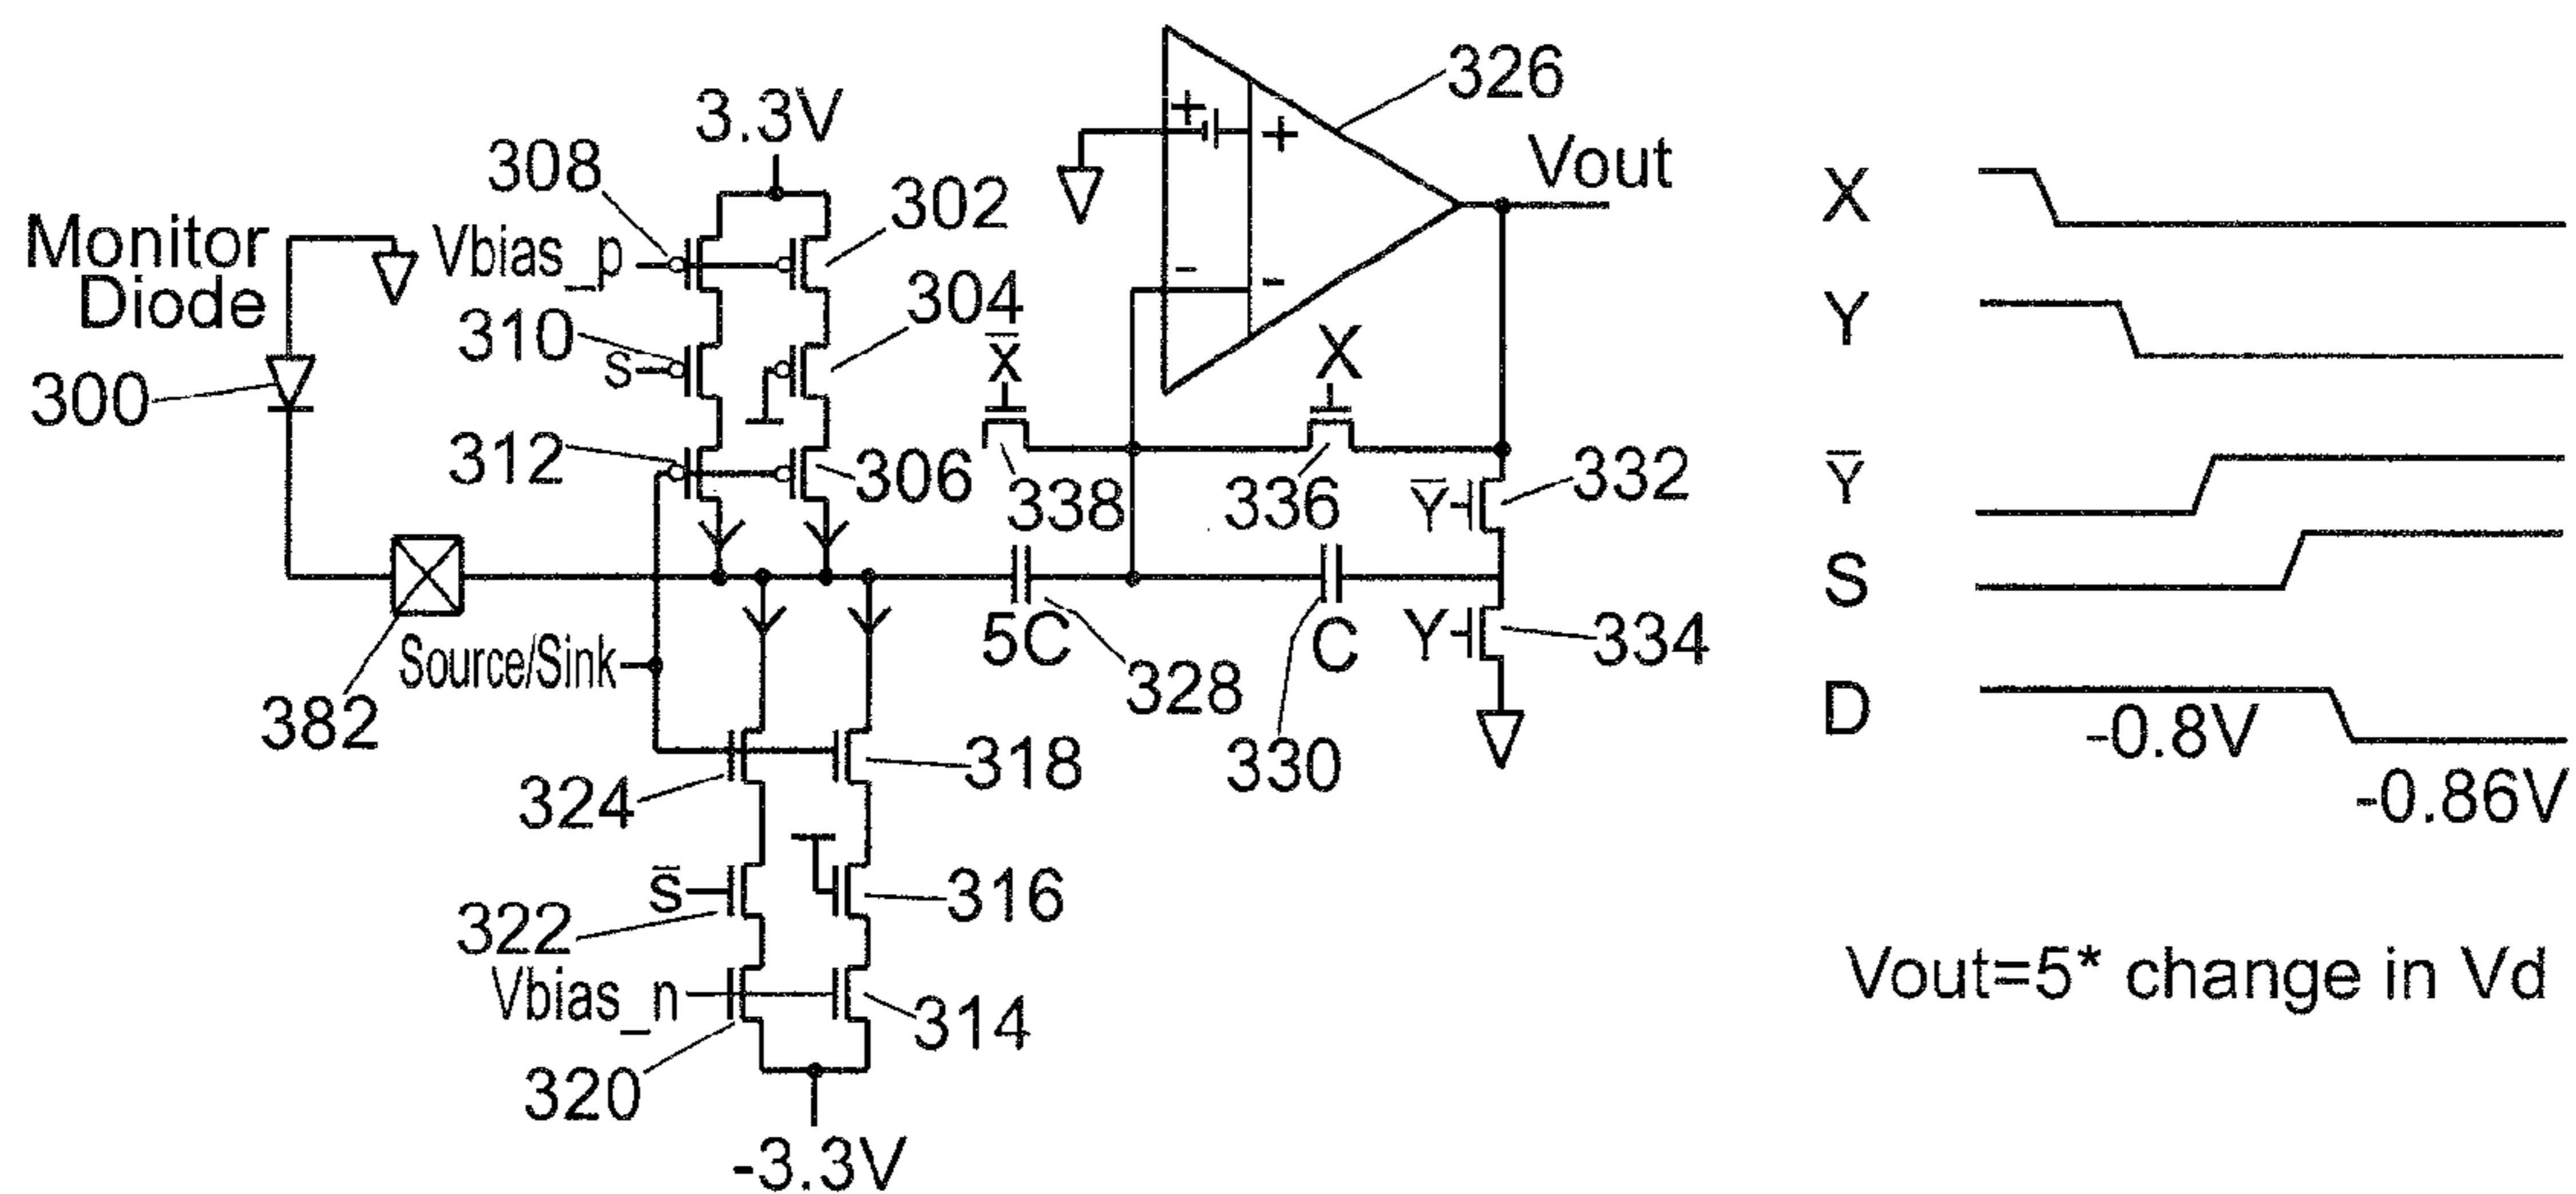 326
3.3V
308
302
Vout
X
Monitor
Diode
Vbias_p
+
+
304
310
S
-
-
Y
300
X̅
X
312
306
338
336
Y̅
332
Y̅
S
Source/Sink
5C
C
Y
334
382
328
330
D
-0.8V
-0.86V
324
318
S̅
316
322
Vbias_n
314
320
-3.3V
Vout=5* change in Vd